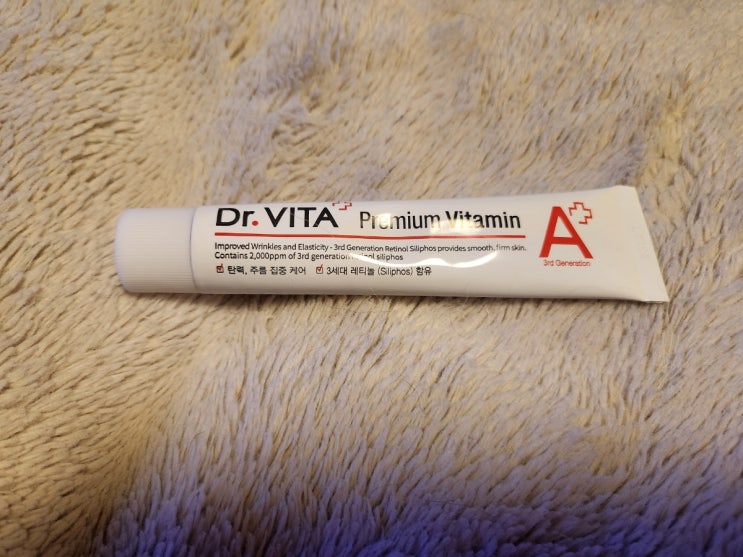 Dr. VITA Premium Vitamin
Improved Wrinkles and Elasticity - 3rd Generation Retinol Siliphos provides smooth, firm skin.
Contains 2,000ppm of 3rd generation retinol siliphos
탄력, 주름 집중 케어 3세대 레티놀 (Siliphos) 함유
A
3rd Generation